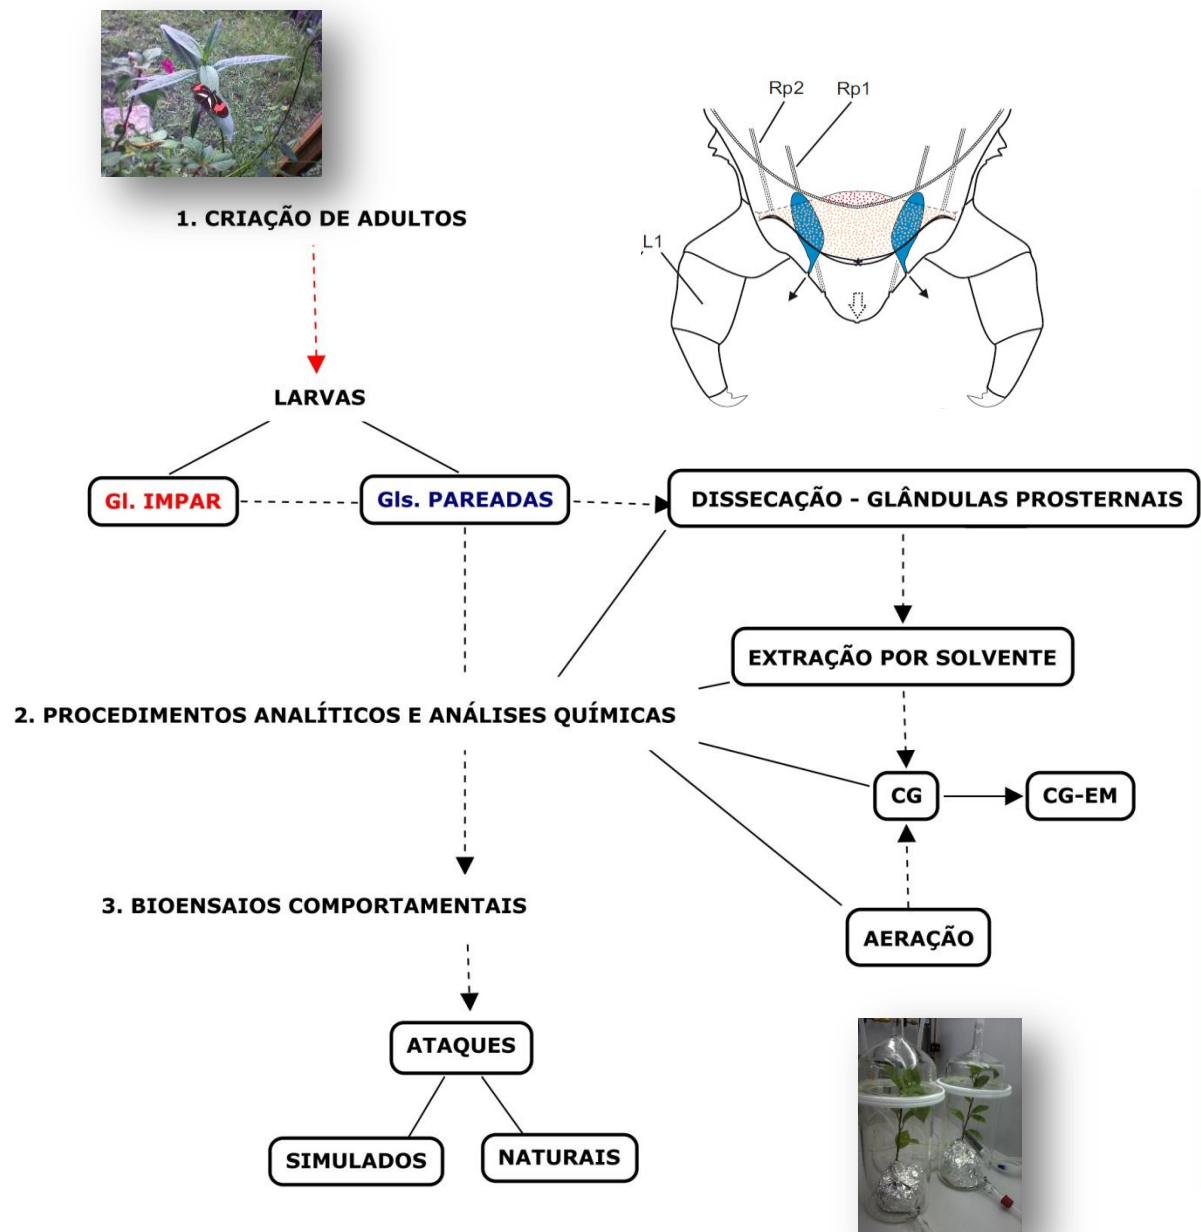 Rp2
Rp1
1. CRIAÇÃO DE ADULTOS
L1
LARVAS
Gl. IMPAR
Gls. PAREADAS
DISSECAÇÃO - GLÂNDULAS PROSTERNAIS
EXTRAÇÃO POR SOLVENTE
2. PROCEDIMENTOS ANALÍTICOS E ANÁLISES QUÍMICAS
CG
CG-EM
3. BIOENSAIOS COMPORTAMENTAIS
AERAÇÃO
ATAQUES
SIMULADOS
NATURAIS